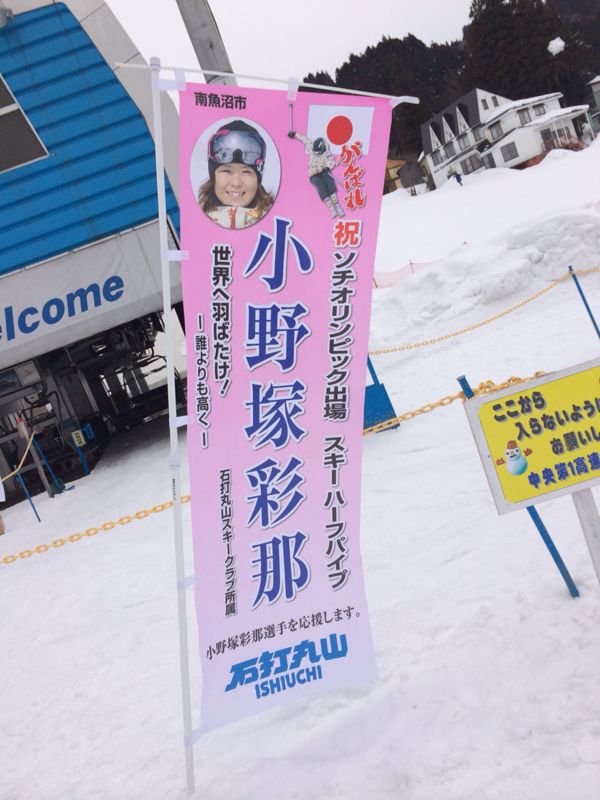 南魚沼市
がんばれ
祝 ソチオリンピック出場 スキーハーフパイプ
小野塚彩那
世界へ羽ばたけ!
ー誰よりも高くー
石打丸山スキークラブ所属
小野塚彩那選手を応援します。
石打丸山
ISHIUCHI
elcome
ここから
入らないように
お願いし
中央第1高速